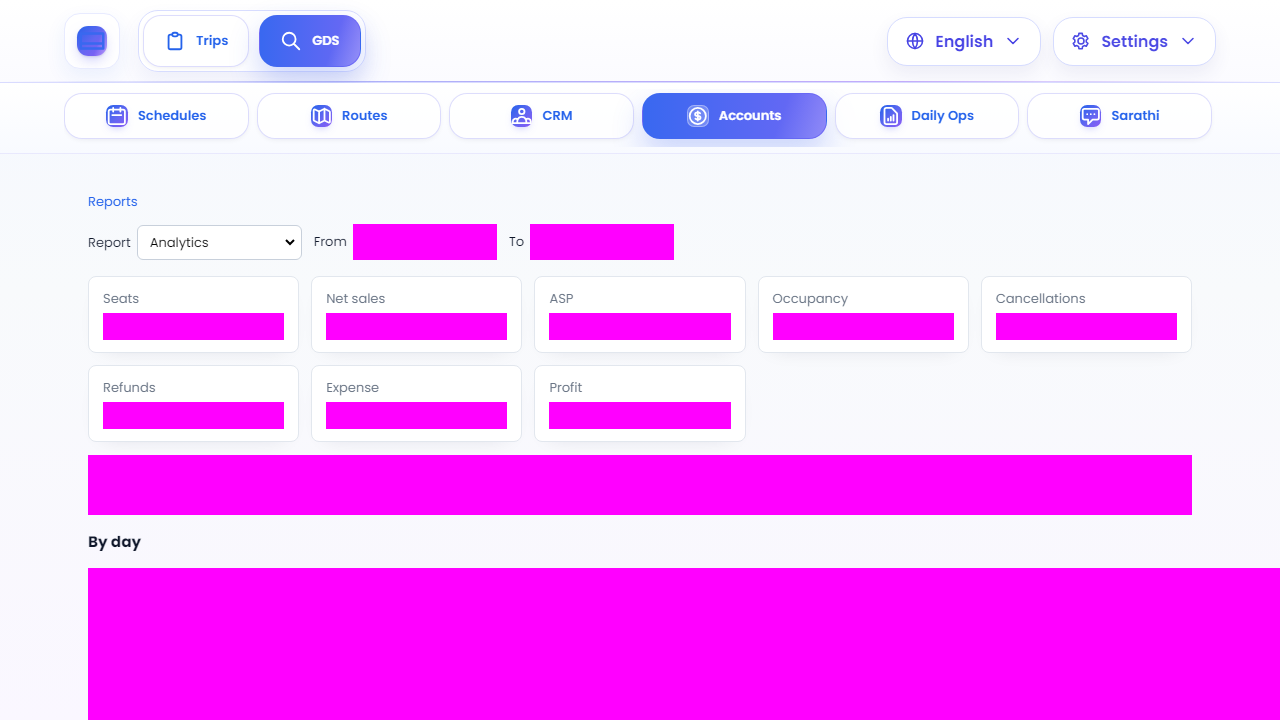 Trips
GDS
English
Settings
Schedules
Routes
CRM
Accounts
Daily Ops
Sarathi
Reports
Report
Analytics
From
To
Seats
Net sales
ASP
Occupancy
Cancellations
Refunds
Expense
Profit
By day